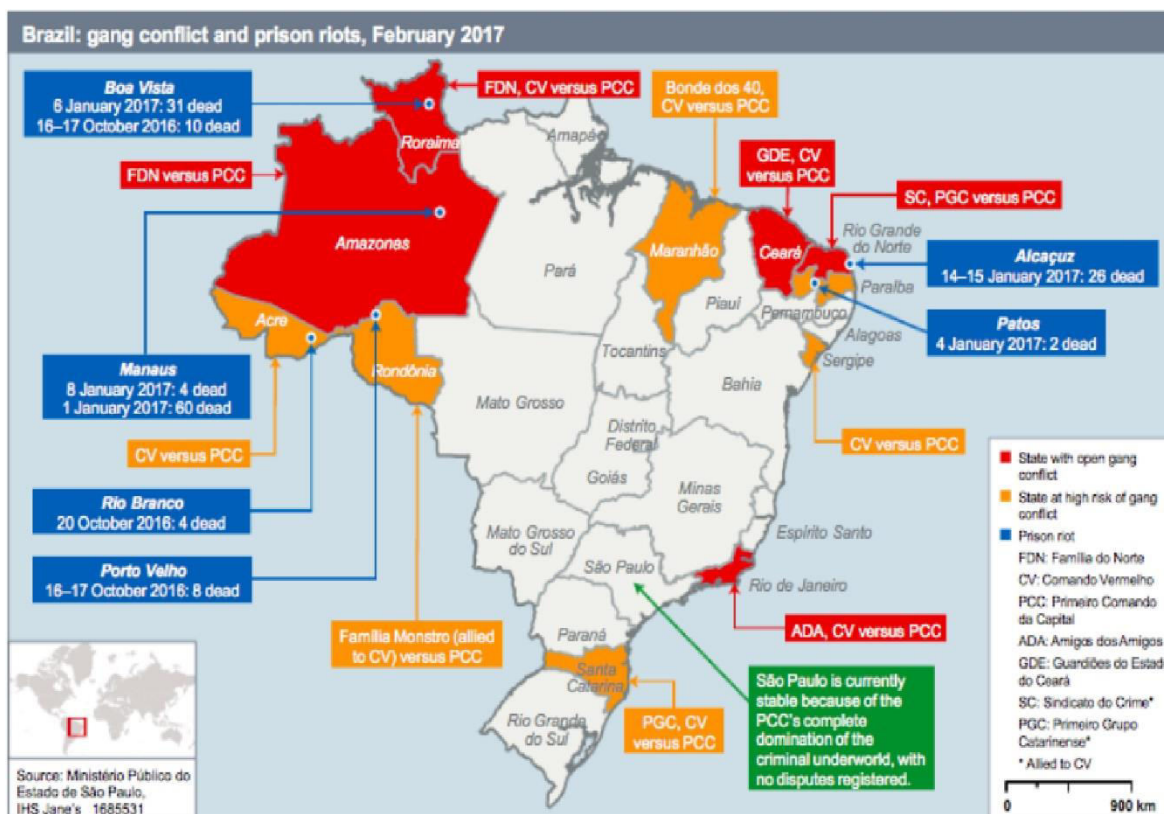 Brazil: gang conflict and prison riots, February 2017
Boa Vista
6 January 2017: 31 dead
16–17 October 2016: 10 dead
FDN, CV versus PCC
Bonde dos 40,
CV versus PCC
Amapá
Roraima
FDN versus PCC
GDE, CV
versus PCC
SC, PGC versus PCC
Rio Grande
do Norte
Amazonas
Pará
Maranhão
Ceará
Alcaçuz
14–15 January 2017: 26 dead
Paraíba
Piauí
Pernambuco
Acre
Alagoas
Patos
4 January 2017: 2 dead
Tocantins
Sergipe
Manaus
8 January 2017: 4 dead
1 January 2017: 60 dead
Rondônia
Bahia
Mato Grosso
CV versus PCC
Distrito
Federal
CV versus PCC
Goiás
Rio Branco
20 October 2016: 4 dead
Minas
Gerais
Mato Grosso
do Sul
Espírito Santo
Porto Velho
16–17 October 2016: 8 dead
São Paulo
Rio de Janeiro
Família Monstro (allied
to CV) versus PCC
Paraná
ADA, CV versus PCC
Santa
Catarina
Rio Grande
do Sul
PGC, CV
versus PCC
São Paulo is currently
stable because of the
PCC's complete
domination of the
criminal underworld, with
no disputes registered.
State with open gang
conflict
State at high risk of gang
conflict
Prison riot
FDN: Família do Norte
CV: Comando Vermelho
PCC: Primeiro Comando
da Capital
ADA: Amigos dos Amigos
GDE: Guardiões do Estado
do Ceará
SC: Sindicato do Crime*
PGC: Primeiro Grupo
Catarinense*
* Allied to CV
0 900 km
Source: Ministério Público do
Estado de São Paulo,
IHS Jane's 1685531